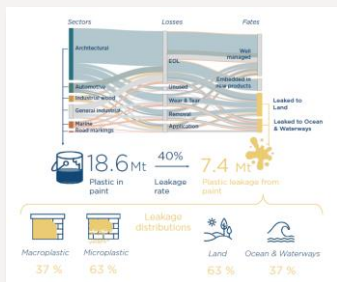 Sectors Losses Fates
Architectural
Well
managed
EOL
Automotive
Unused
Embedded in
new products
Industrial wood
Wear & Tear
General industrial
Removal
Leaked to
Land
Marine
Application
Leaked to Ocean
& Waterways
Road markings
18.6 Mt
40%
7.4 Mt
Plastic in
paint
Leakage
rate
Plastic leakage from
paint
Leakage
distributions
Macroplastic
37 %
Microplastic
63 %
Land
63 %
Ocean & Waterways
37 %